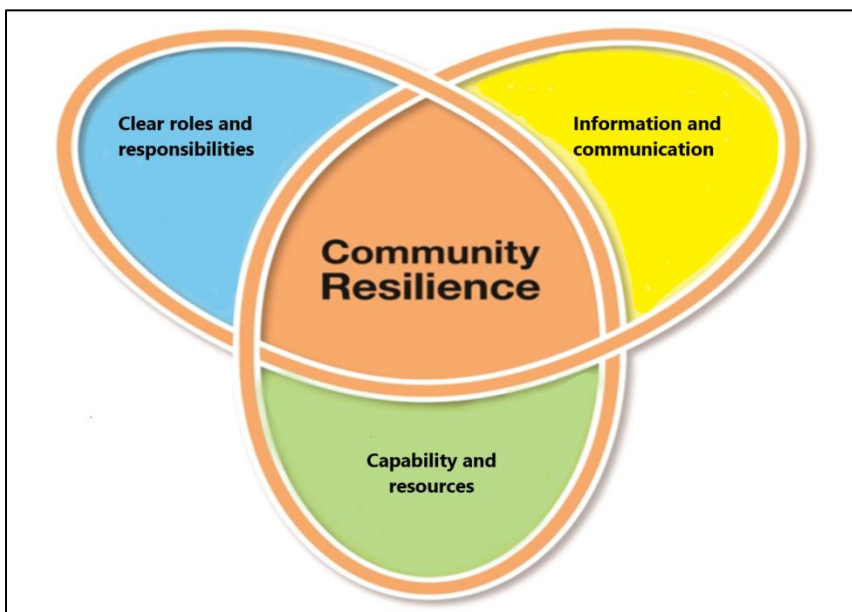 Clear roles and
responsibilities
Information and
communication
Community
Resilience
Capability and
resources